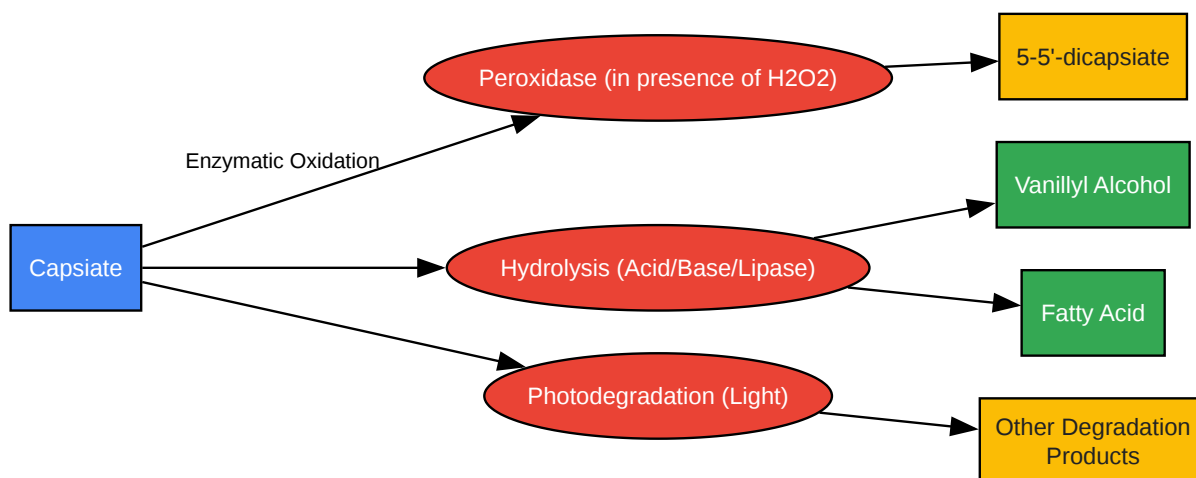 Peroxidase (in presence of H2O2)
5-5'-dicapsiate
Enzymatic Oxidation
Vanillyl Alcohol
Capsiate
Hydrolysis (Acid/Base/Lipase)
Fatty Acid
Photodegradation (Light)
Other Degradation
Products